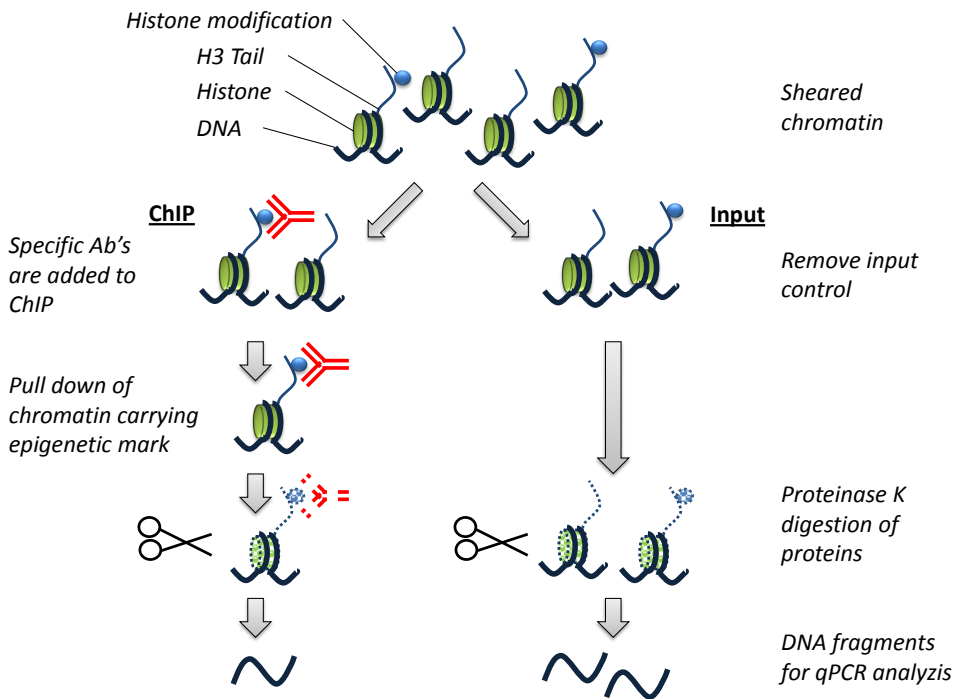 Histone modification
H3 Tail
Histone
DNA
Sheared
chromatin
ChIP
Input
Specific Ab's
are added to
ChIP
Remove input
control
Pull down of
chromatin carrying
epigenetic mark
Proteinase K
digestion of
proteins
DNA fragments
for qPCR analyzis